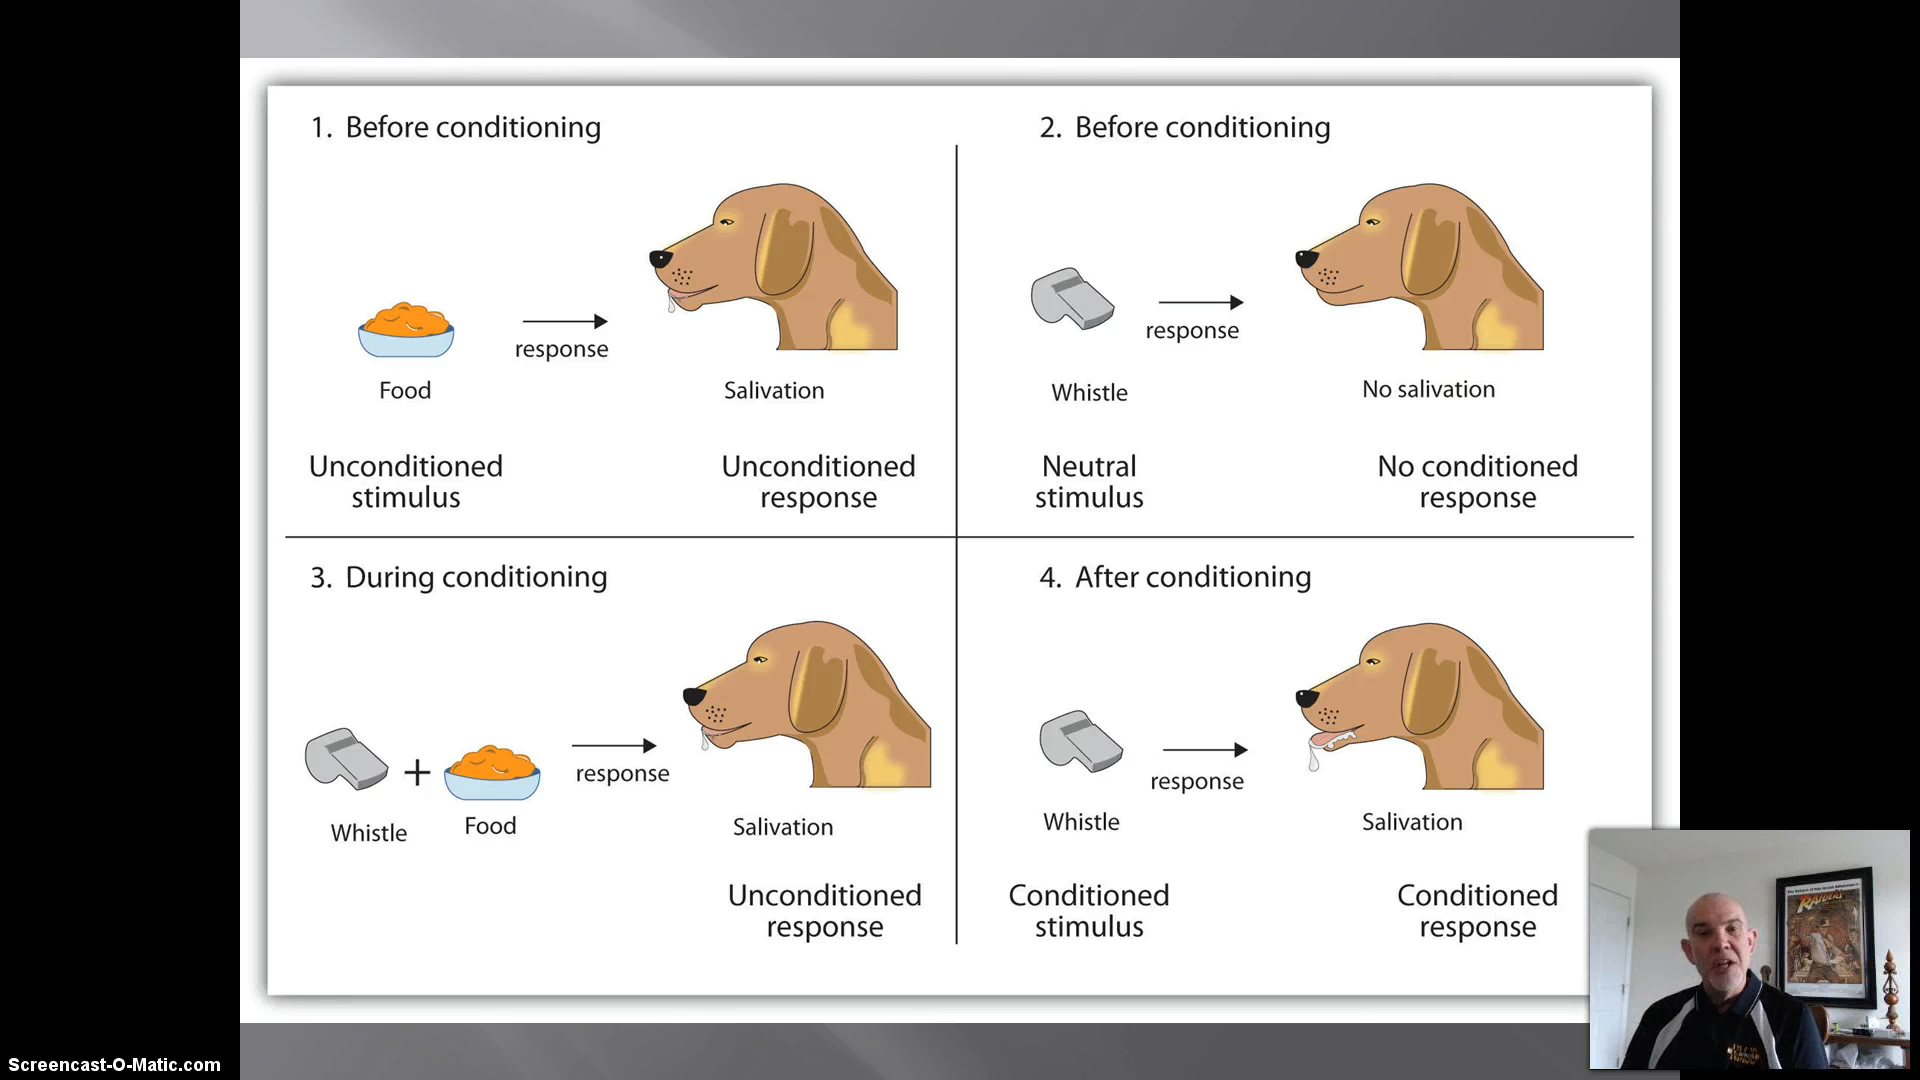 1. Before conditioning
response
Food
Salivation
Unconditioned
stimulus
Unconditioned
response
2. Before conditioning
response
Whistle
No salivation
Neutral
stimulus
No conditioned
response
3. During conditioning
+
response
Whistle
Food
Salivation
Unconditioned
response
4. After conditioning
response
Whistle
Salivation
Conditioned
stimulus
Conditioned
response
RAIDERS
Screencast-O-Matic.com